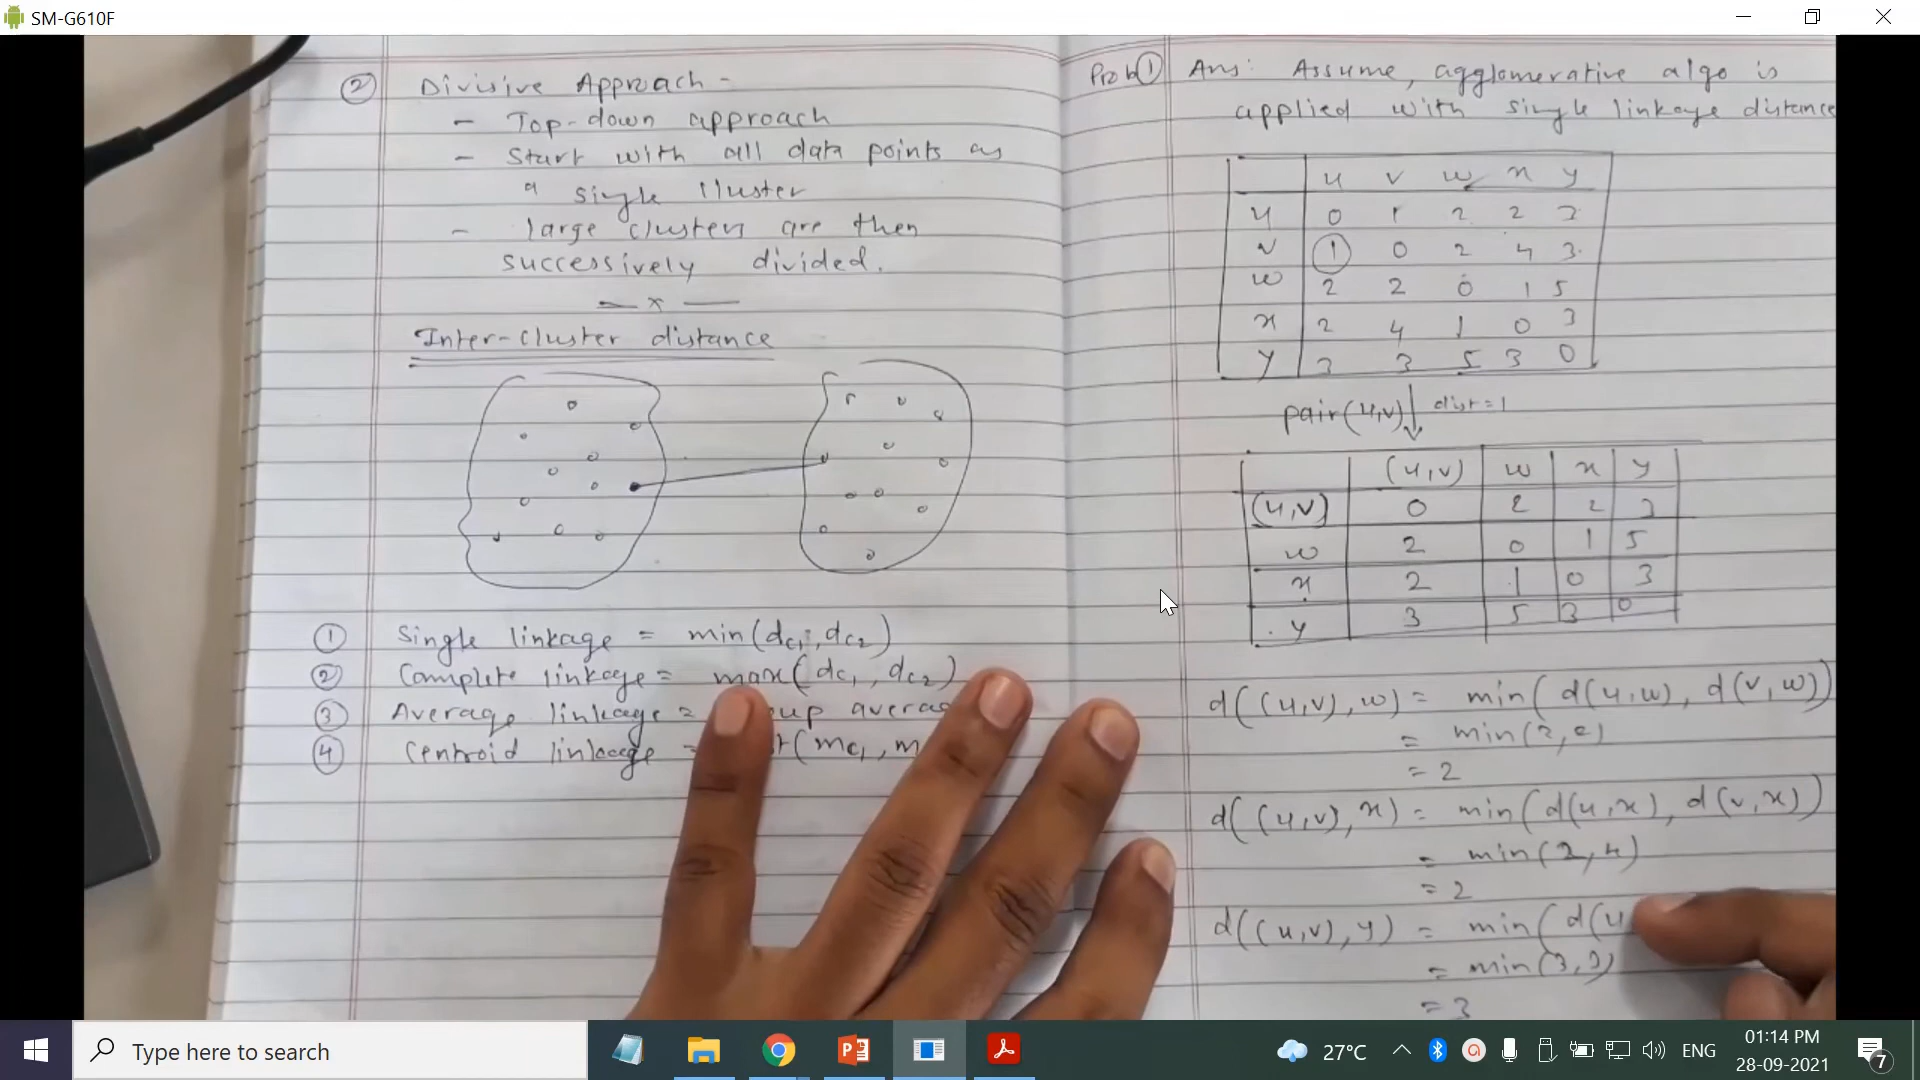 SM-G610F
② Divisive Approach -
- Top-down approach
- Start with all data points as
a single cluster
- large clusters are then
successively divided.
— x —
Inter-cluster distance
① Single linkage = min(dc₁, dc₂)
② Complete linkage = max(dc₁, dc₂)
③ Average linkage =
④ Centroid linkage = (mc₁, m
Prob① Ans: Assume, agglomerative algo is
applied with single linkage distance
u v w x y
u 0 1 2 2 3
v ① 0 2 4 3
w 2 2 0 1 5
x 2 4 1 0 3
y 3 3 5 3 0
pair(u,v)↓ dist=1
(u,v) w x y
(u,v) 0 2 2 3
w 2 0 1 5
x 2 1 0 3
y 3 5 3 0
d((u,v),w) = min(d(u,w), d(v,w))
= min(2,2)
= 2
d((u,v),x) = min(d(u,x), d(v,x))
= min(2,4)
= 2
d((u,v),y) = min(d(u
= min(3,3)
= 3
Type here to search
27°C
ENG
01:14 PM
28-09-2021
7